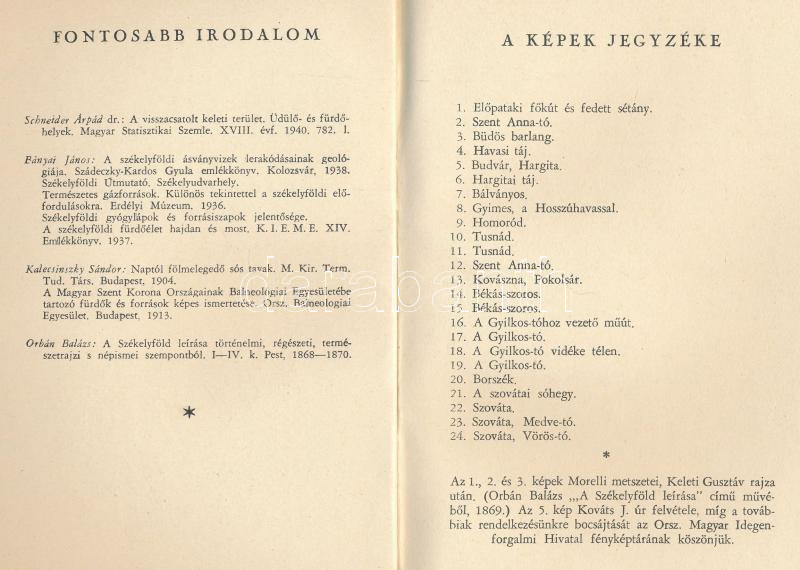 FONTOSABB IRODALOM
Schneider Árpád dr.: A visszacsatolt keleti terület. Üdülő- és fürdő-
helyek. Magyar Statisztikai Szemle. XVIII. évf. 1940. 782. l.
Bányai János: A székelyföldi ásványvizek lerakódásainak geoló-
giája. Szádeczky-Kardos Gyula emlékkönyv. Kolozsvár, 1938.
Székelyföldi Útmutató. Székelyudvarhely.
Természetes gázforrások. Különös tekintettel a székelyföldi elő-
fordulásokra. Erdélyi Múzeum. 1936.
Székelyföldi gyógylápok és forrásiszapok jelentősége.
A székelyföldi fürdőélet hajdan és most. K. I. E. M. E. XIV.
Emlékkönyv. 1937.
Kalecsinszky Sándor: Naptól fölmelegedő sós tavak. M. Kir. Term.
Tud. Társ. Budapest, 1904.
A Magyar Szent Korona Országainak Balneologiai Egyesületébe
tartozó fürdők és források képes ismertetése. Orsz. Balneologiai
Egyesület. Budapest, 1913.
Orbán Balázs: A Székelyföld leírása történelmi, régészeti, termé-
szetrajzi s népismei szempontból. I—IV. k. Pest, 1868—1870.
*
A KÉPEK JEGYZÉKE
1. Előpataki főkút és fedett sétány.
2. Szent Anna-tó.
3. Büdös barlang.
4. Havasi táj.
5. Budvár, Hargita.
6. Hargitai táj.
7. Bálványos.
8. Gyimes, a Hosszúhavassal.
9. Homoród.
10. Tusnád.
11. Tusnád.
12. Szent Anna-tó.
13. Kovászna, Pokolsár.
14. Békás-szoros.
15. Békás-szoros.
16. A Gyilkos-tóhoz vezető műút.
17. A Gyilkos-tó.
18. A Gyilkos-tó vidéke télen.
19. A Gyilkos-tó.
20. Borszék.
21. A szovátai sóhegy.
22. Szováta.
23. Szováta, Medve-tó.
24. Szováta, Vörös-tó.
*
Az 1., 2. és 3. képek Morelli metszetei, Keleti Gusztáv rajza
után. (Orbán Balázs „„A Székelyföld leírása" című művé-
ből, 1869.) Az 5. kép Kováts J. úr felvétele, míg a továb-
biak rendelkezésünkre bocsájtását az Orsz. Magyar Idegen-
forgalmi Hivatal fényképtárának köszönjük.
darabanth